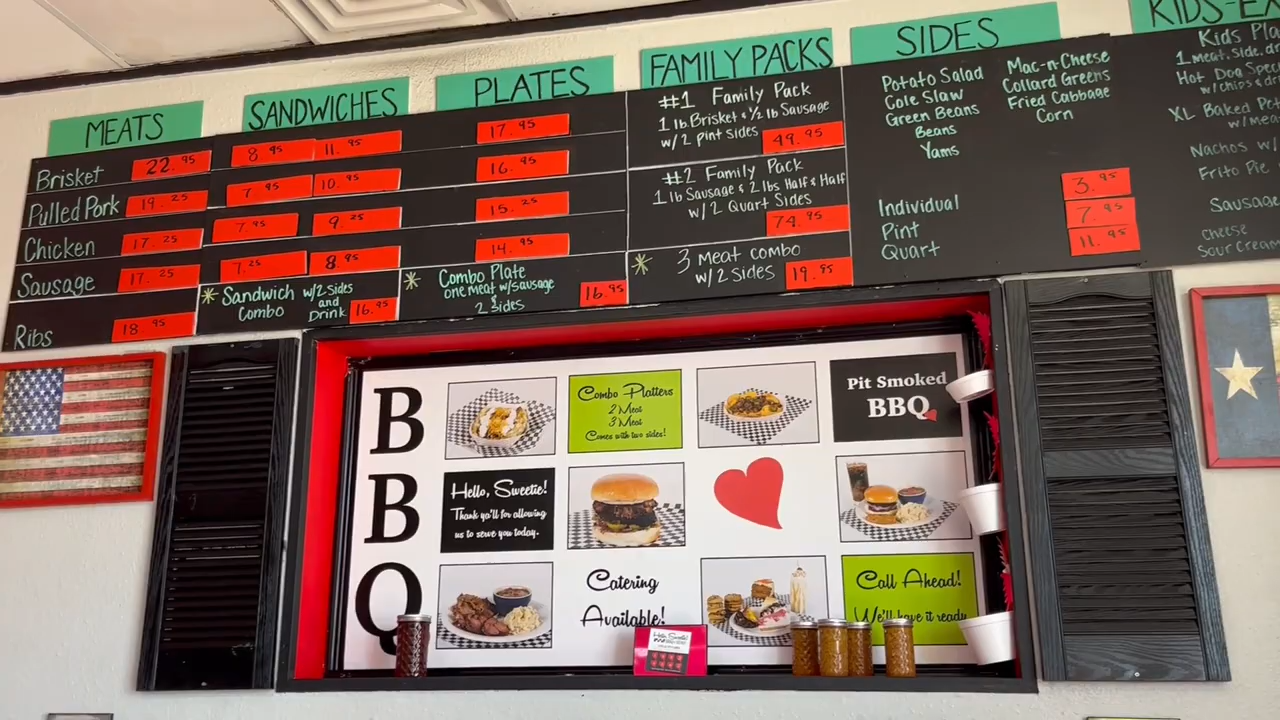 MEATS
SANDWICHES
PLATES
FAMILY PACKS
SIDES
KIDS-EX
Brisket 22.95 8.95 11.95 17.95
Pulled Pork 19.25 7.95 10.95 16.95
Chicken 17.25 7.95 9.25 15.25
Sausage 17.25 7.25 8.95 14.95
Ribs 18.95
* Sandwich w/2 Sides
Combo and
Drink 16.95
* Combo Plate
one meat w/sausage
&
2 Sides 16.95
#1 Family Pack
1 lb Brisket & 1/2 lb Sausage
w/2 pint sides 49.95
#2 Family Pack
1 lb Sausage & 2 lbs Half & Half
w/2 Quart Sides
74.95
* 3 meat combo
w/2 Sides 19.95
Potato Salad
Cole Slaw
Green Beans
Beans
Yams
Mac-n-Cheese
Collard Greens
Fried Cabbage
Corn
Individual 3.95
Pint 7.95
Quart 11.95
Kids Pla
1 meat, side, d
Hot Dog Spec
w/chips & d
XL Baked Po
w/mea
Nachos w/
Frito Pie
Sausage
Cheese
Sour Cream
BBQ
Combo Platters
2 Meat
3 Meat
Comes with two sides!
Pit Smoked
BBQ
Hello, Sweetie!
Thank ya'll for allowing
us to serve you today.
Catering
Available!
Call Ahead!
We'll have it ready
Hello Sweetie!